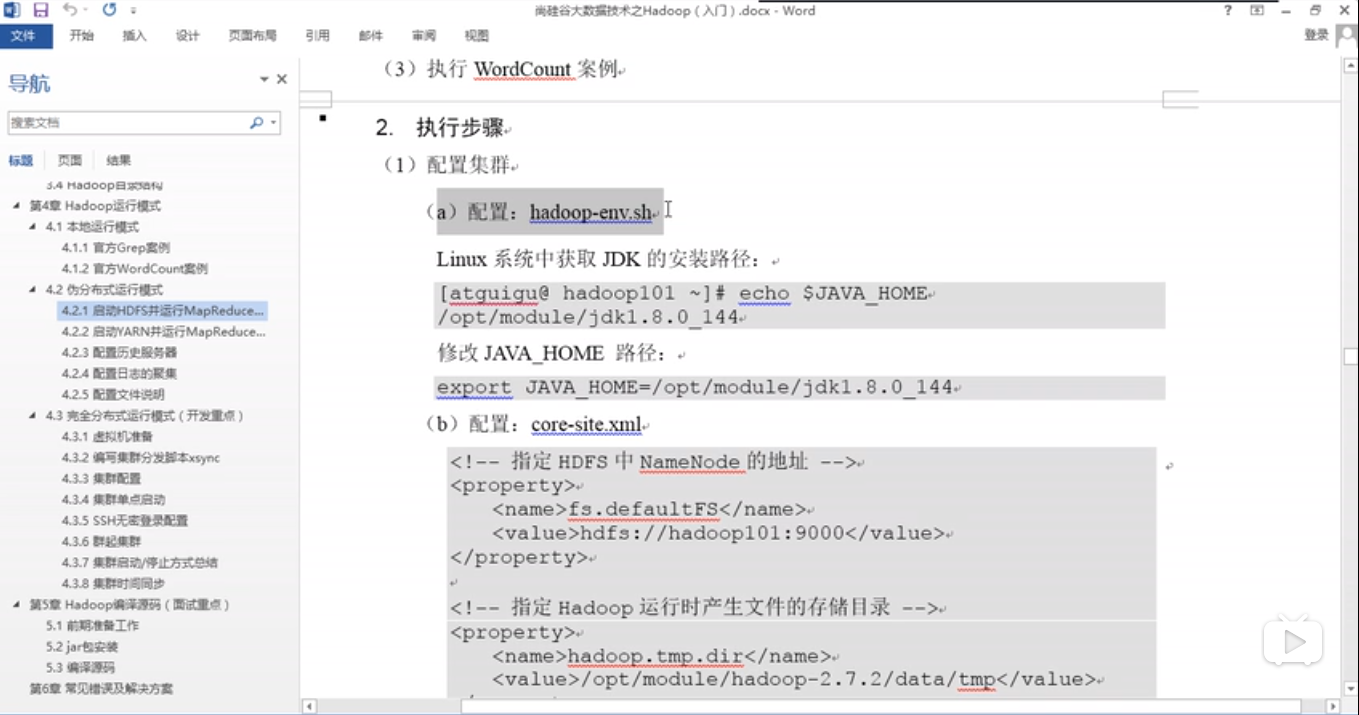 尚硅谷大数据技术之Hadoop（入门）.docx - Word
文件 开始 插入 设计 页面布局 引用 邮件 审阅 视图 登录
导航
搜索文档
标题 页面 结果
3.4 Hadoop目录结构
第4章 Hadoop运行模式
4.1 本地运行模式
4.1.1 官方Grep案例
4.1.2 官方WordCount案例
4.2 伪分布式运行模式
4.2.1 启动HDFS并运行MapReduce...
4.2.2 启动YARN并运行MapReduce...
4.2.3 配置历史服务器
4.2.4 配置日志的聚集
4.2.5 配置文件说明
4.3 完全分布式运行模式（开发重点）
4.3.1 虚拟机准备
4.3.2 编写集群分发脚本xsync
4.3.3 集群配置
4.3.4 集群单点启动
4.3.5 SSH无密登录配置
4.3.6 群起集群
4.3.7 集群启动/停止方式总结
4.3.8 集群时间同步
第5章 Hadoop编译源码（面试重点）
5.1 前期准备工作
5.2 jar包安装
5.3 编译源码
第6章 常见错误及解决方案
（3）执行 WordCount 案例
2. 执行步骤
（1）配置集群
（a）配置：hadoop-env.sh
Linux 系统中获取 JDK 的安装路径：
[atguigu@ hadoop101 ~]# echo $JAVA_HOME
/opt/module/jdk1.8.0_144
修改 JAVA_HOME 路径：
export JAVA_HOME=/opt/module/jdk1.8.0_144
（b）配置：core-site.xml
<!-- 指定 HDFS 中 NameNode 的地址 -->
<property>
<name>fs.defaultFS</name>
<value>hdfs://hadoop101:9000</value>
</property>
<!-- 指定 Hadoop 运行时产生文件的存储目录 -->
<property>
<name>hadoop.tmp.dir</name>
<value>/opt/module/hadoop-2.7.2/data/tmp</value>